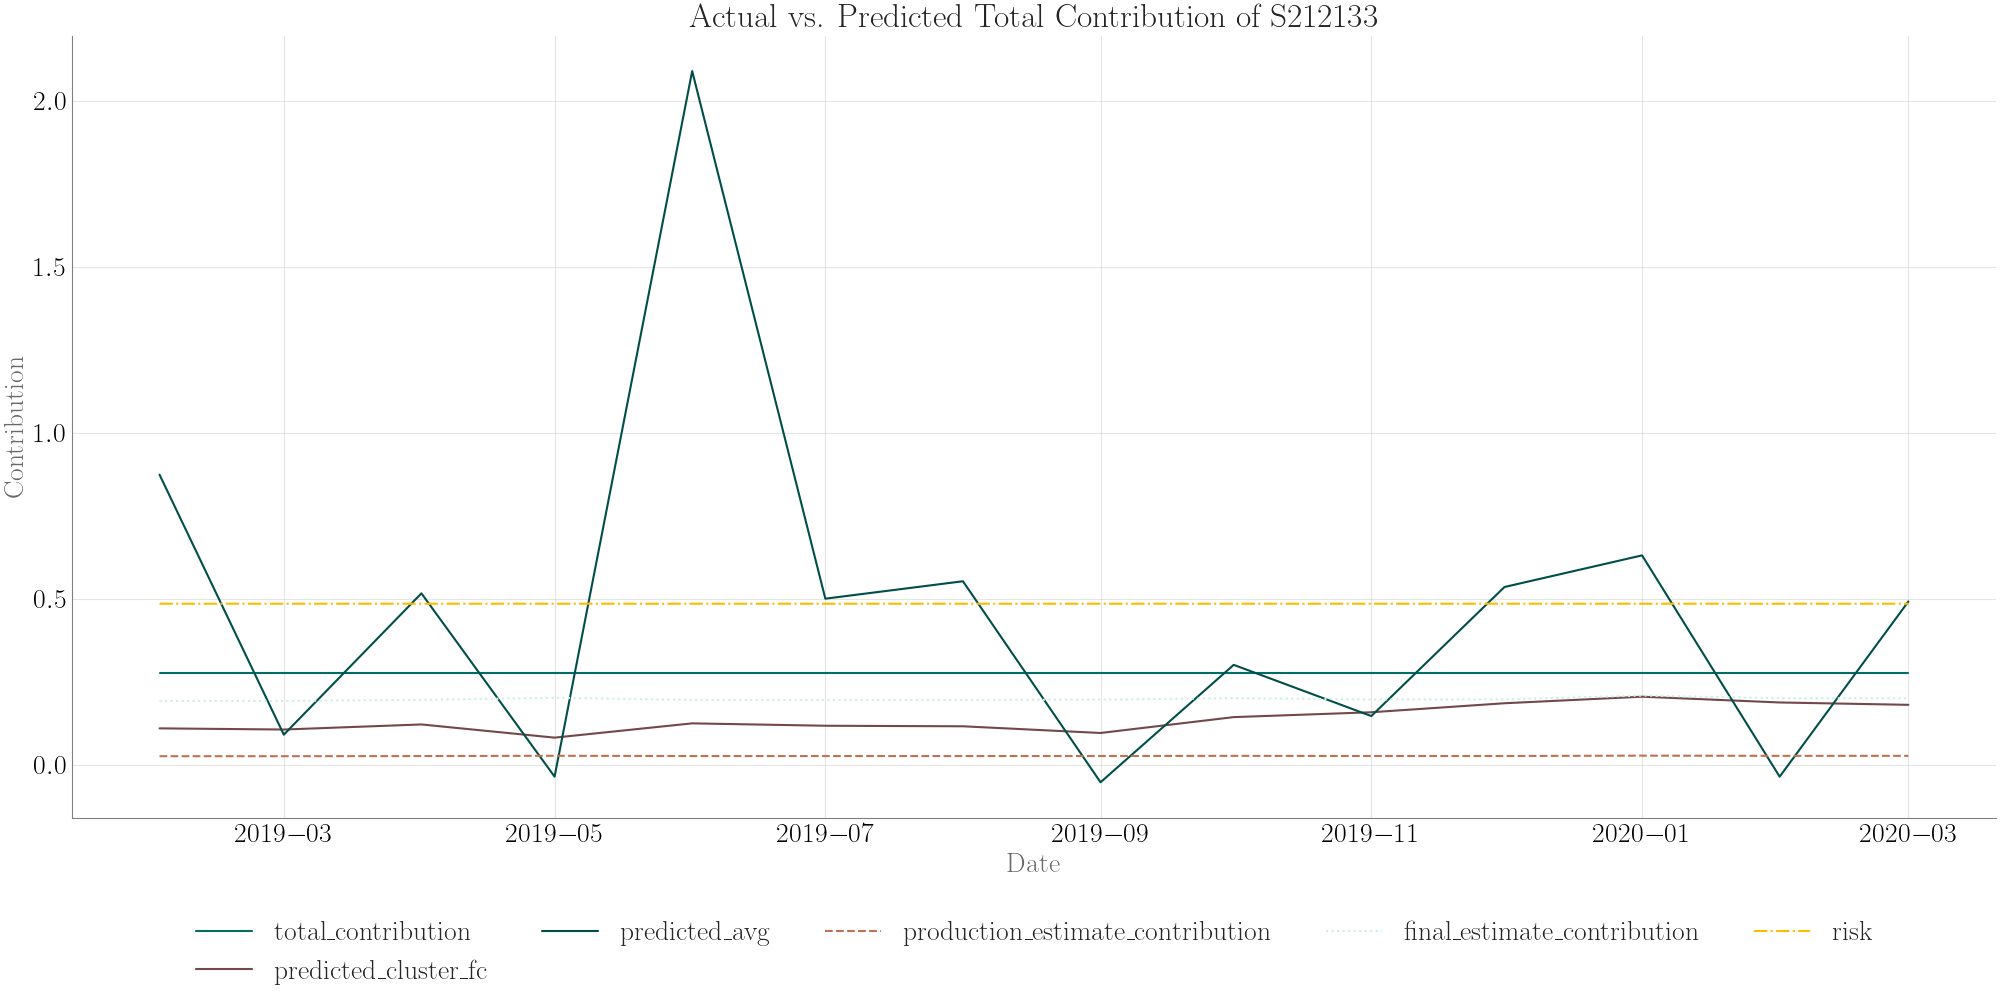 Actual vs. Predicted Total Contribution of S212133
2.0
1.5
1.0
0.5
0.0
Contribution
2019–03 2019–05 2019–07 2019–09 2019–11 2020–01 2020–03
Date
total_contribution predicted_avg production_estimate_contribution final_estimate_contribution risk
predicted_cluster_fc